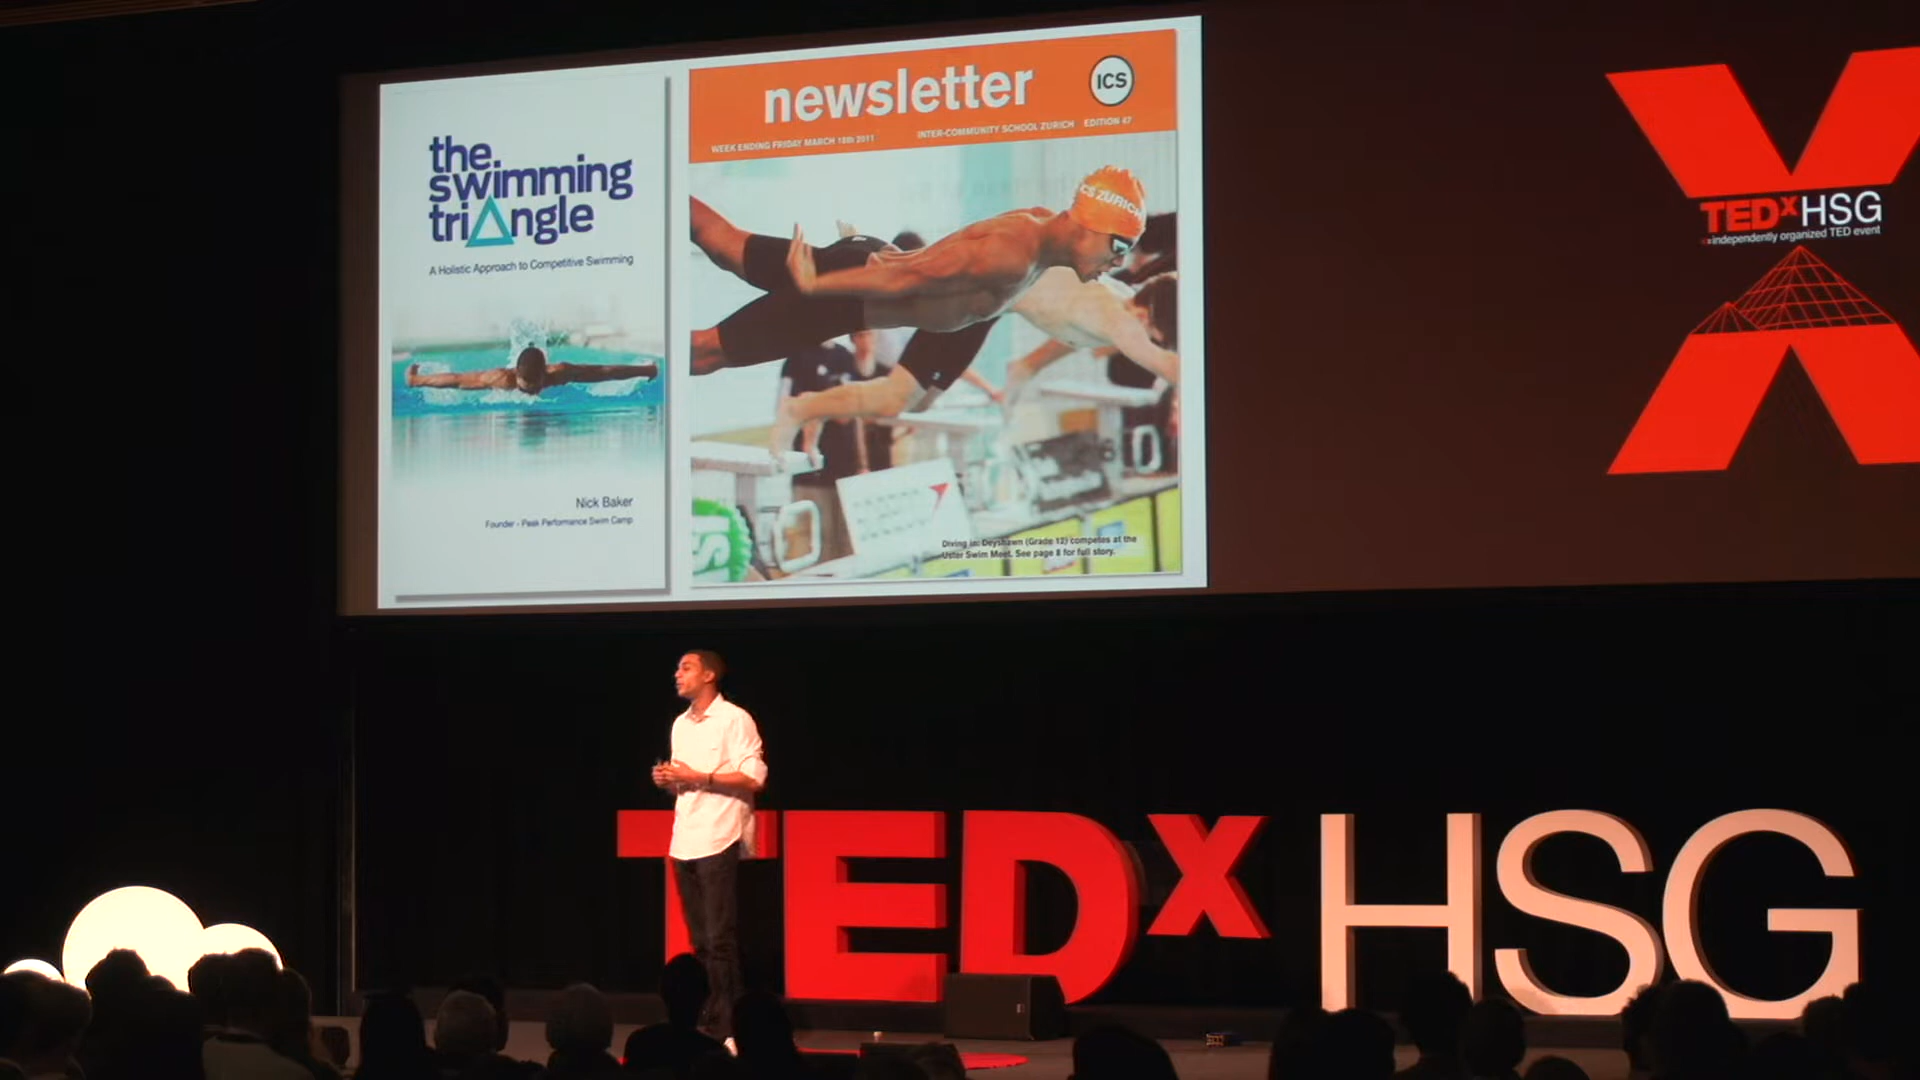 the
swimming
triangle
A Holistic Approach to Competitive Swimming
Nick Baker
Founder - Peak Performance Swim Camp
newsletter
ICS
WEEK ENDING FRIDAY MARCH 18th 2011
INTER-COMMUNITY SCHOOL ZURICH
EDITION 47
ICS ZURICH
Diving in: Deyshawn (Grade 12) competes at the
Uster Swim Meet. See page 8 for full story.
TEDxHSG
x=independently organized TED event
TEDxHSG